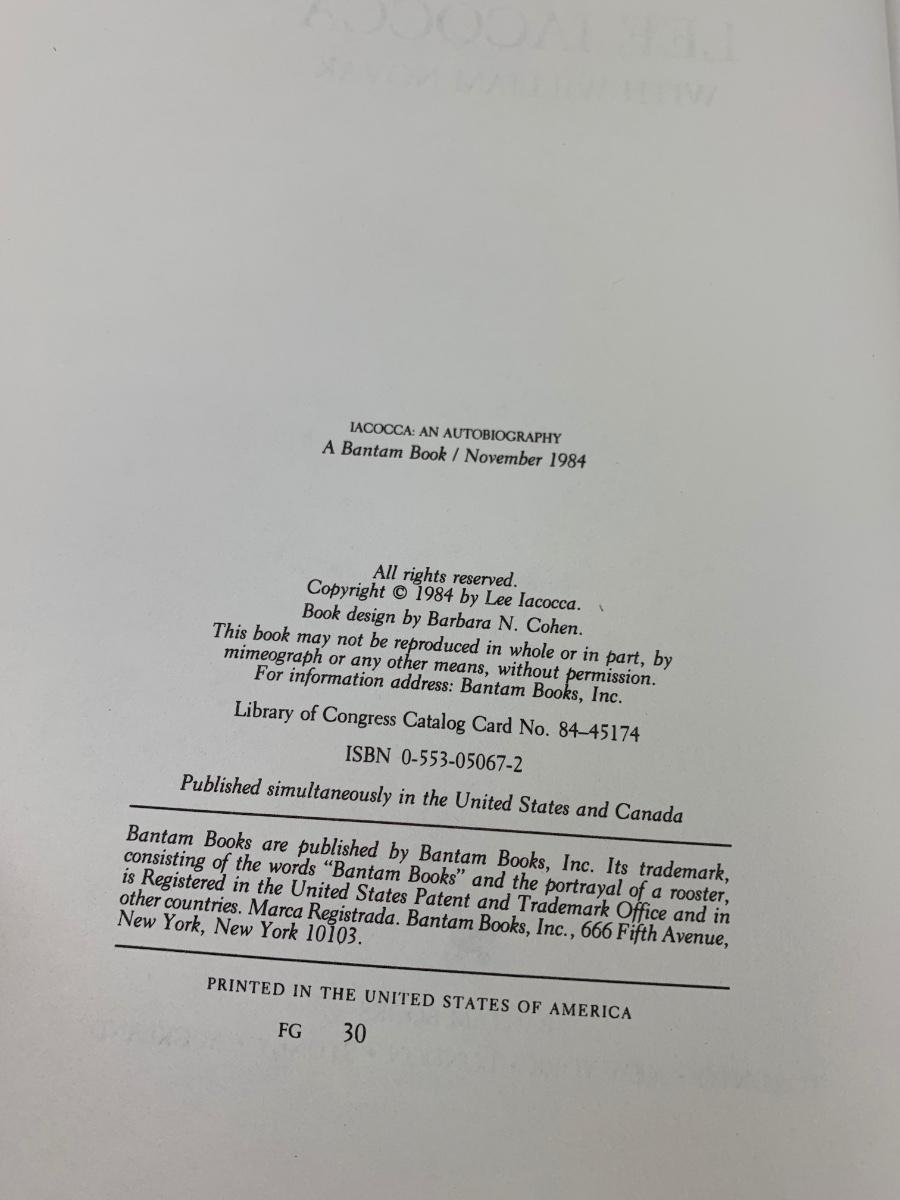 LEE IACOCCA
WITH WILLIAM NOVAK
IACOCCA: AN AUTOBIOGRAPHY
A Bantam Book / November 1984
All rights reserved.
Copyright © 1984 by Lee Iacocca.
Book design by Barbara N. Cohen.
This book may not be reproduced in whole or in part, by
mimeograph or any other means, without permission.
For information address: Bantam Books, Inc.
Library of Congress Catalog Card No. 84–45174
ISBN 0-553-05067-2
Published simultaneously in the United States and Canada
Bantam Books are published by Bantam Books, Inc. Its trademark,
consisting of the words “Bantam Books” and the portrayal of a rooster,
is Registered in the United States Patent and Trademark Office and in
other countries. Marca Registrada. Bantam Books, Inc., 666 Fifth Avenue,
New York, New York 10103.
PRINTED IN THE UNITED STATES OF AMERICA
FG 30